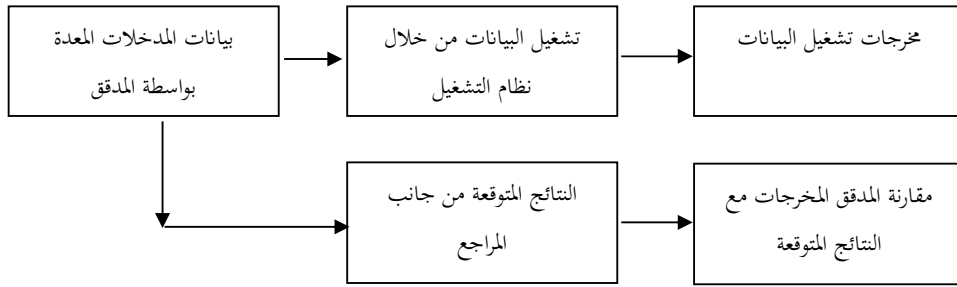 بيانات المدخلات المعدة
بواسطة المدقق
تشغيل البيانات من خلال
نظام التشغيل
مخرجات تشغيل البيانات
النتائج المتوقعة من جانب
المراجع
مقارنة المدقق المخرجات مع
النتائج المتوقعة